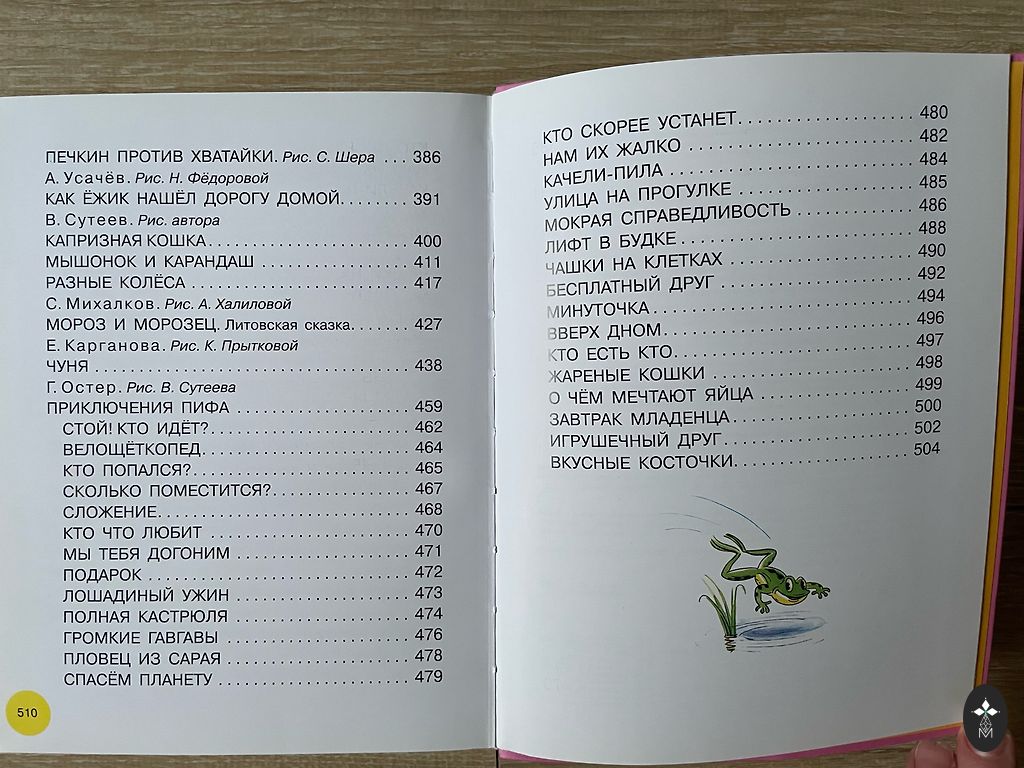 ПЕЧКИН ПРОТИВ ХВАТАЙКИ. Рис. С. Шера ... 386
А. Усачёв. Рис. Н. Фёдоровой
КАК ЁЖИК НАШЁЛ ДОРОГУ ДОМОЙ........ 391
В. Сутеев. Рис. автора
КАПРИЗНАЯ КОШКА........................ 400
МЫШОНОК И КАРАНДАШ .................. 411
РАЗНЫЕ КОЛЁСА .......................... 417
С. Михалков. Рис. А. Халиловой
МОРОЗ И МОРОЗЕЦ. Литовская сказка....... 427
Е. Карганова. Рис. К. Прытковой
ЧУНЯ ..................................... 438
Г. Остер. Рис. В. Сутеева
ПРИКЛЮЧЕНИЯ ПИФА ..................... 459
СТОЙ! КТО ИДЁТ?........................ 462
ВЕЛОЩЁТКОПЕД......................... 464
КТО ПОПАЛСЯ?........................... 465
СКОЛЬКО ПОМЕСТИТСЯ?................ 467
СЛОЖЕНИЕ............................... 468
КТО ЧТО ЛЮБИТ ........................ 470
МЫ ТЕБЯ ДОГОНИМ ..................... 471
ПОДАРОК ................................ 472
ЛОШАДИНЫЙ УЖИН ..................... 473
ПОЛНАЯ КАСТРЮЛЯ ..................... 474
ГРОМКИЕ ГАВГАВЫ ...................... 476
ПЛОВЕЦ ИЗ САРАЯ ...................... 478
СПАСЁМ ПЛАНЕТУ ....................... 479
510
КТО СКОРЕЕ УСТАНЕТ..................... 480
НАМ ИХ ЖАЛКО .......................... 482
КАЧЕЛИ-ПИЛА ............................ 484
УЛИЦА НА ПРОГУЛКЕ ..................... 485
МОКРАЯ СПРАВЕДЛИВОСТЬ .............. 486
ЛИФТ В БУДКЕ ........................... 488
ЧАШКИ НА КЛЕТКАХ ...................... 490
БЕСПЛАТНЫЙ ДРУГ ....................... 492
МИНУТОЧКА .............................. 494
ВВЕРХ ДНОМ............................. 496
КТО ЕСТЬ КТО............................ 497
ЖАРЕНЫЕ КОШКИ ........................ 498
О ЧЁМ МЕЧТАЮТ ЯЙЦА .................. 499
ЗАВТРАК МЛАДЕНЦА ..................... 500
ИГРУШЕЧНЫЙ ДРУГ...................... 502
ВКУСНЫЕ КОСТОЧКИ..................... 504
М